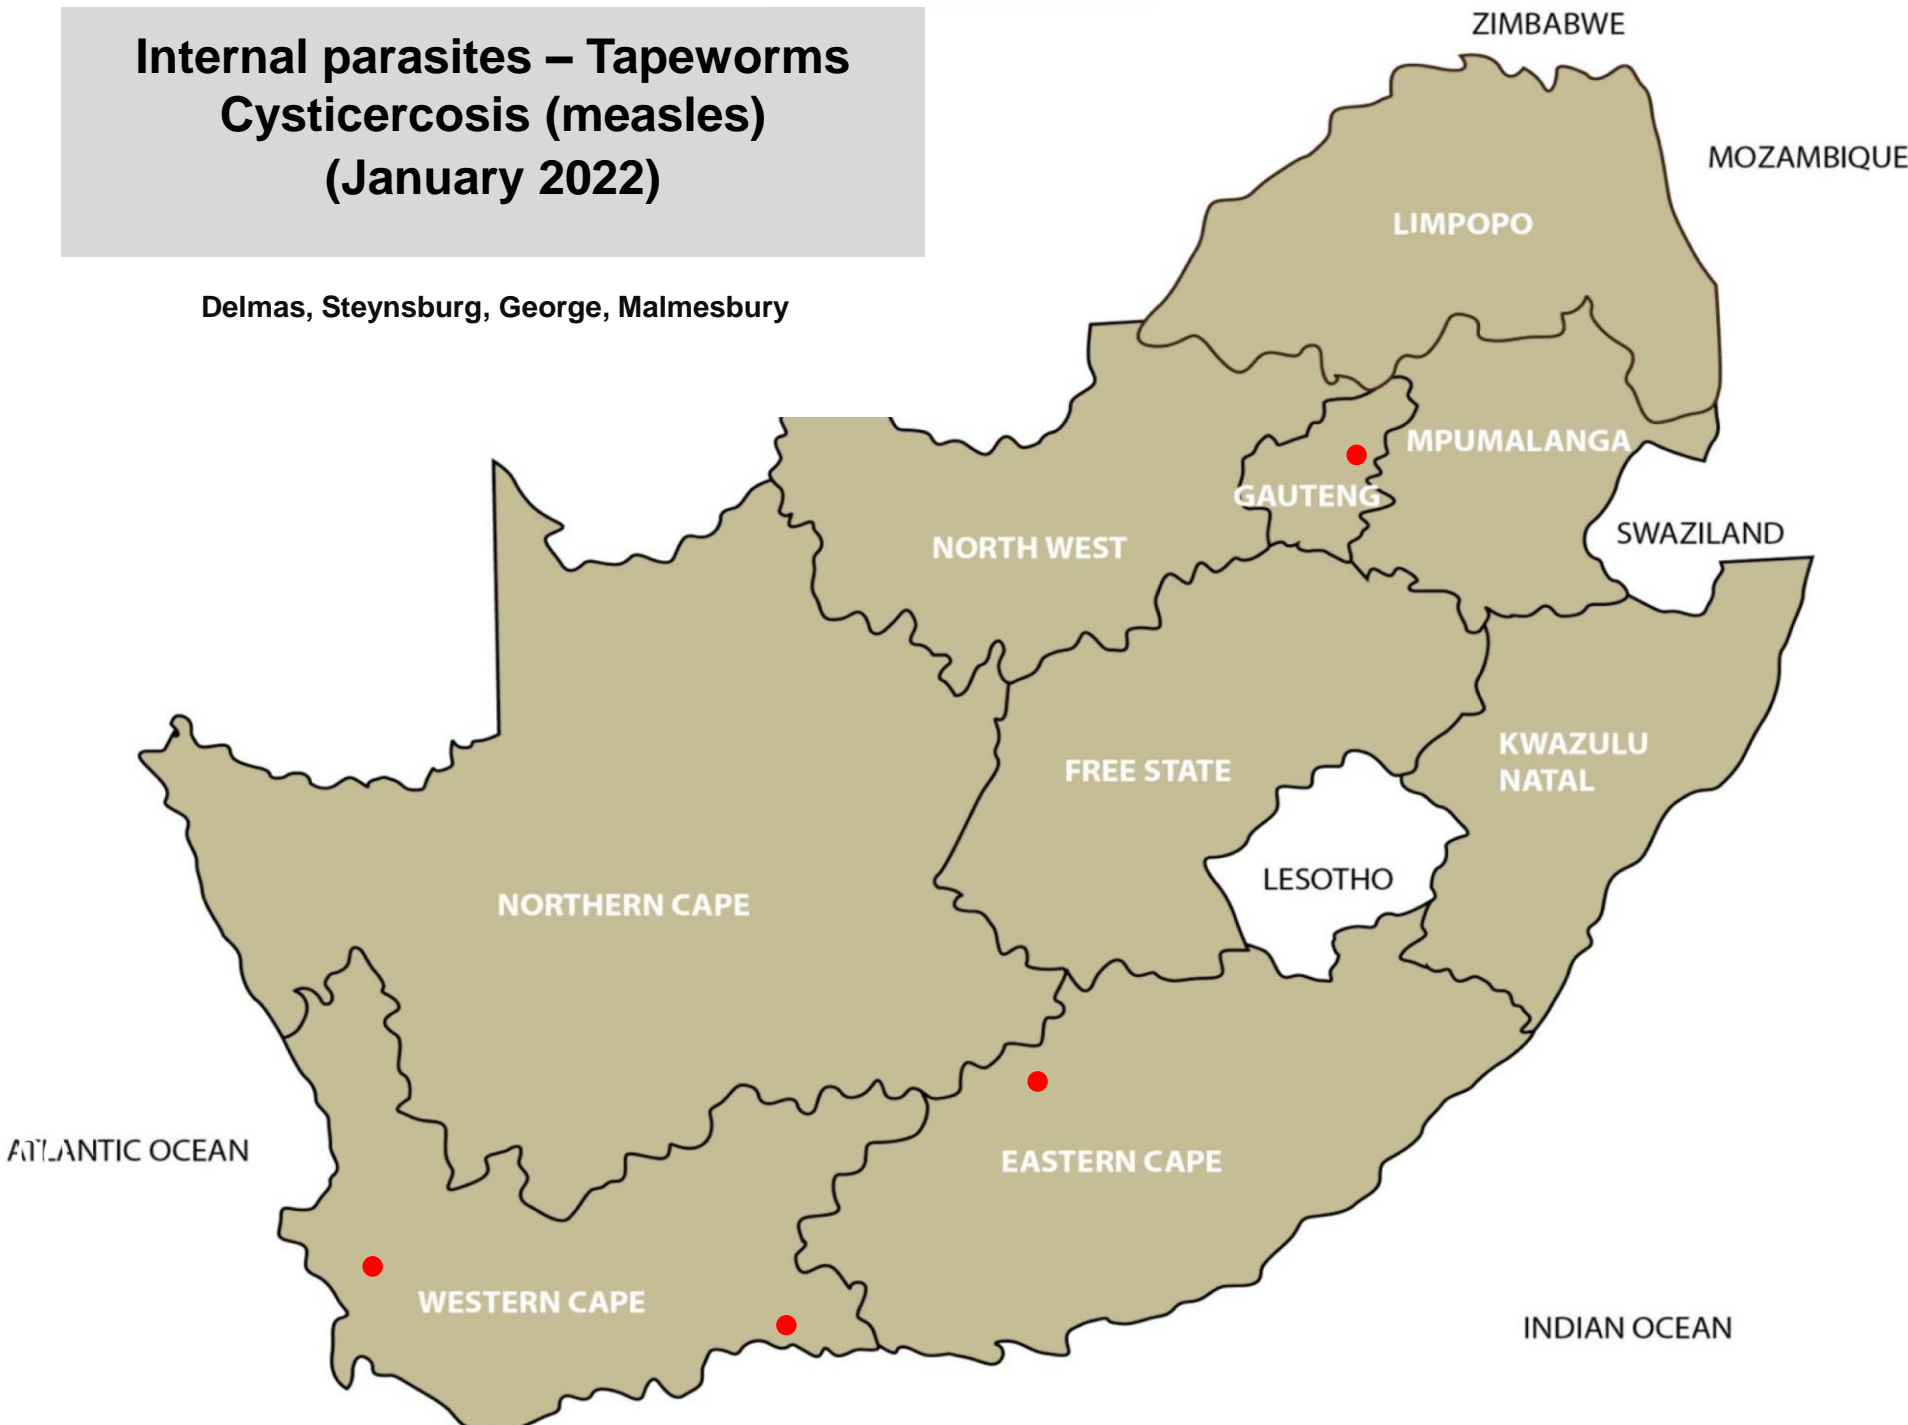 Internal parasites – Tapeworms
Cysticercosis (measles)
(January 2022)
Delmas, Steynsburg, George, Malmesbury
ZIMBABWE
MOZAMBIQUE
LIMPOPO
MPUMALANGA
GAUTENG
NORTH WEST
SWAZILAND
FREE STATE
KWAZULU
NATAL
LESOTHO
NORTHERN CAPE
ATLANTIC OCEAN
EASTERN CAPE
WESTERN CAPE
INDIAN OCEAN